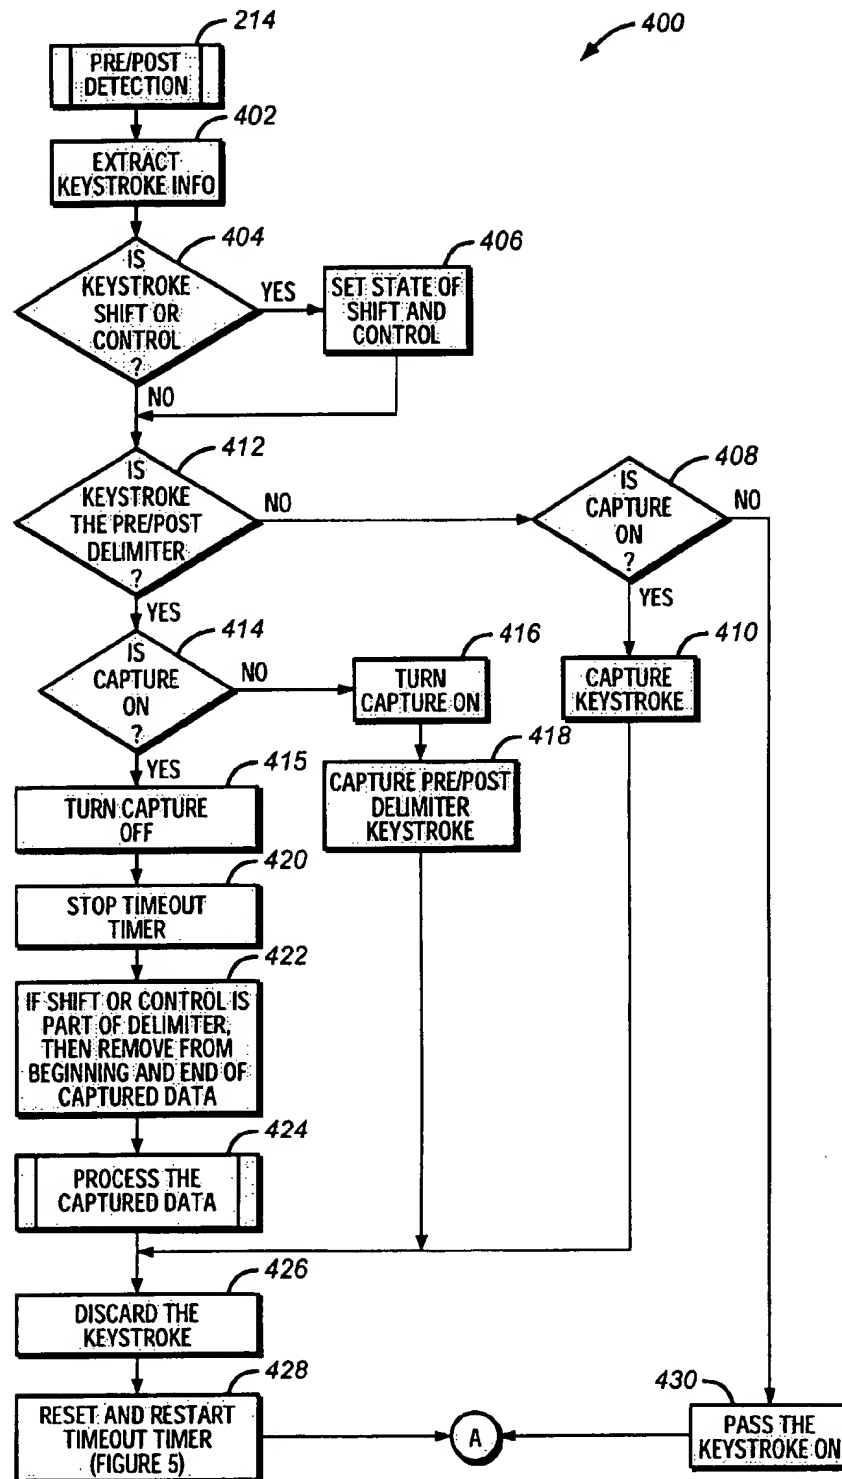 214
400
PRE/POST
DETECTION
402
EXTRACT
KEYSTROKE INFO
404
IS
KEYSTROKE
SHIFT OR
CONTROL
?
YES
NO
406
SET STATE OF
SHIFT AND
CONTROL
412
IS
KEYSTROKE
THE PRE/POST
DELIMITER
?
NO
YES
408
IS
CAPTURE
ON
?
NO
YES
414
IS
CAPTURE
ON
?
NO
YES
416
TURN
CAPTURE ON
410
CAPTURE
KEYSTROKE
415
TURN CAPTURE
OFF
418
CAPTURE PRE/POST
DELIMITER
KEYSTROKE
420
STOP TIMEOUT
TIMER
422
IF SHIFT OR CONTROL IS
PART OF DELIMITER,
THEN REMOVE FROM
BEGINNING AND END OF
CAPTURED DATA
424
PROCESS THE
CAPTURED DATA
426
DISCARD THE
KEYSTROKE
428
RESET AND RESTART
TIMEOUT TIMER
(FIGURE 5)
A
430
PASS THE
KEYSTROKE ON